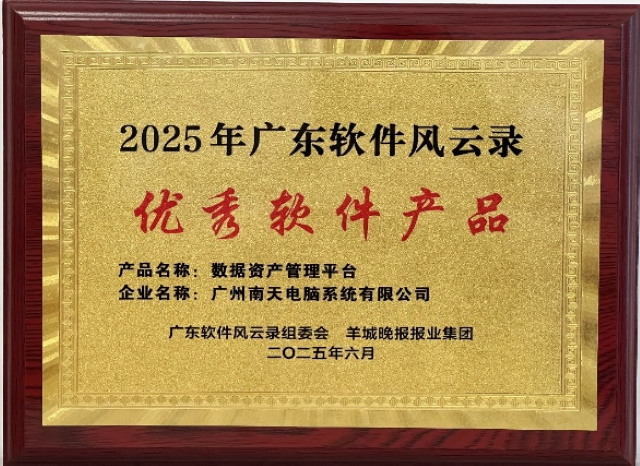 2025年广东软件风云录
优秀软件产品
产品名称：数据资产管理平台
企业名称：广州南天电脑系统有限公司
广东软件风云录组委会 羊城晚报报业集团
二〇二五年六月